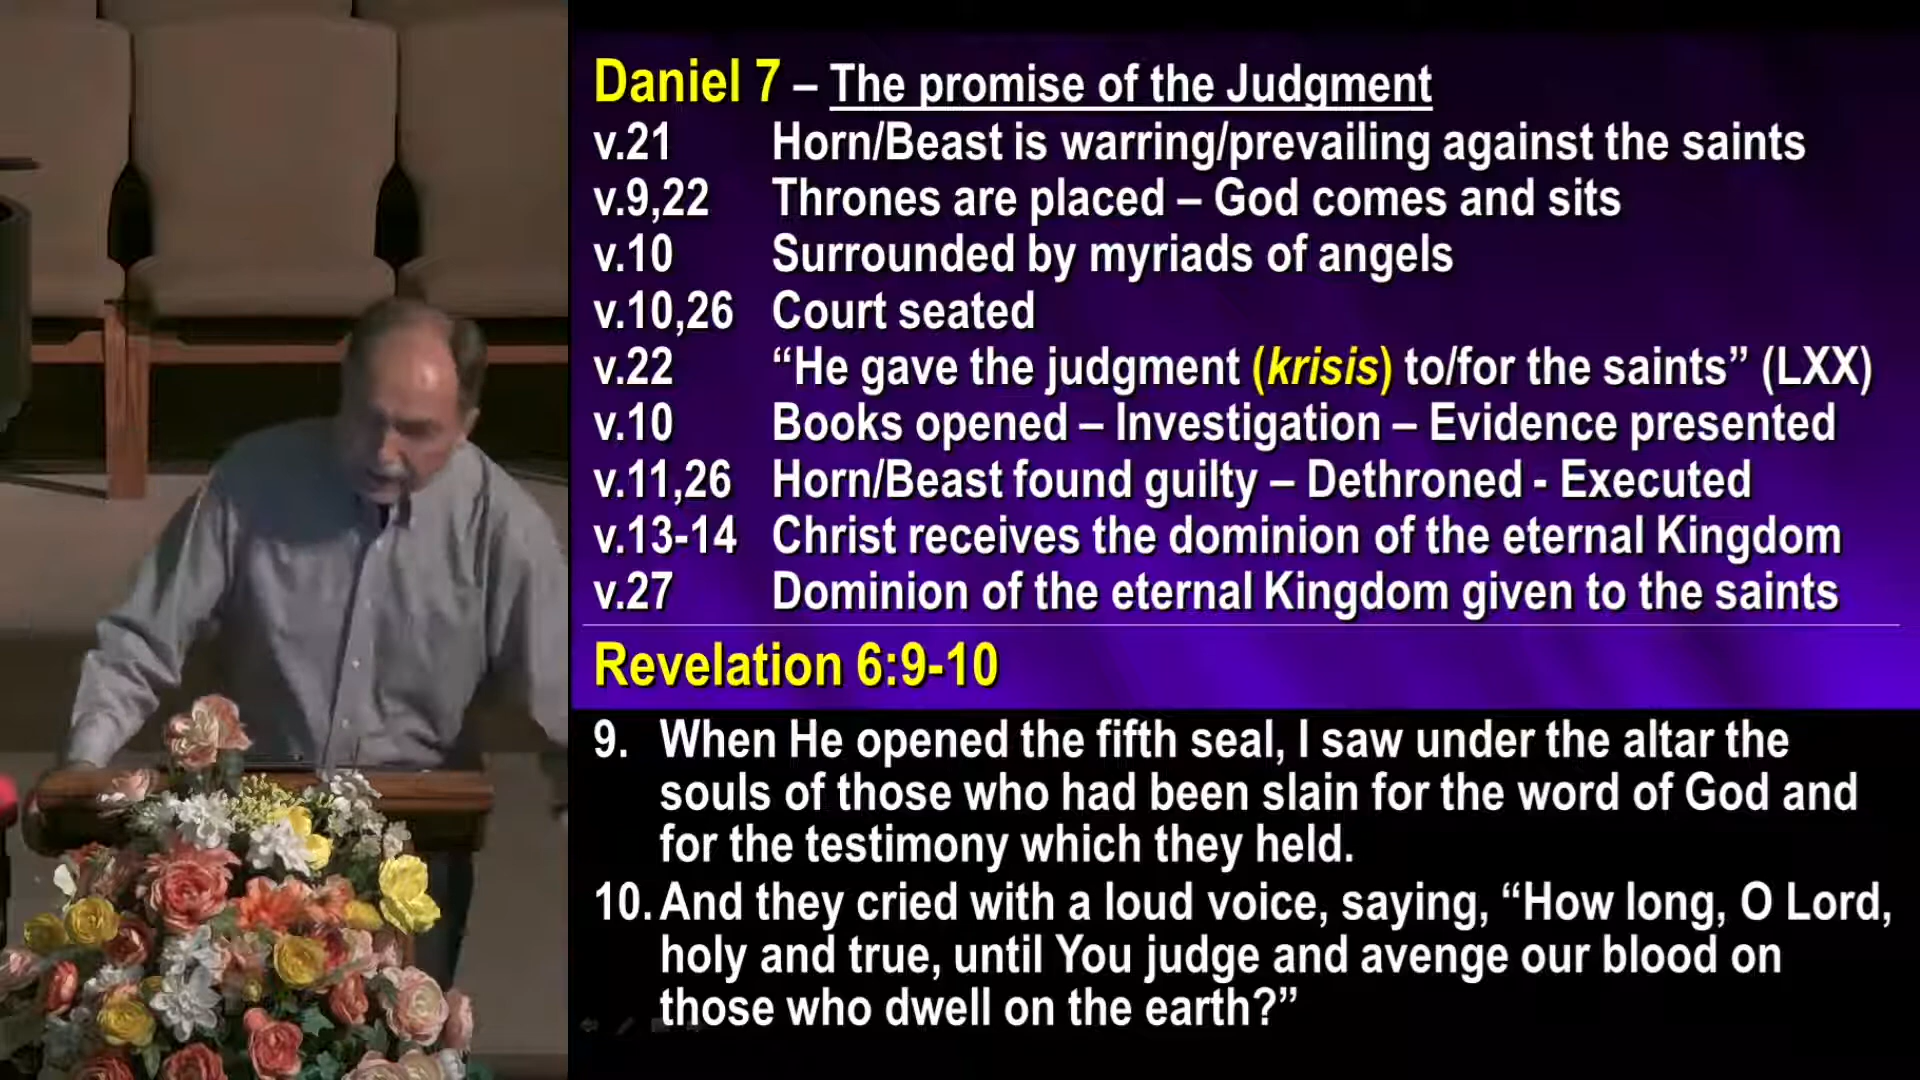 Daniel 7 – The promise of the Judgment
v.21 Horn/Beast is warring/prevailing against the saints
v.9,22 Thrones are placed – God comes and sits
v.10 Surrounded by myriads of angels
v.10,26 Court seated
v.22 “He gave the judgment (krisis) to/for the saints” (LXX)
v.10 Books opened – Investigation – Evidence presented
v.11,26 Horn/Beast found guilty – Dethroned - Executed
v.13-14 Christ receives the dominion of the eternal Kingdom
v.27 Dominion of the eternal Kingdom given to the saints
Revelation 6:9-10
9. When He opened the fifth seal, I saw under the altar the
souls of those who had been slain for the word of God and
for the testimony which they held.
10. And they cried with a loud voice, saying, “How long, O Lord,
holy and true, until You judge and avenge our blood on
those who dwell on the earth?”